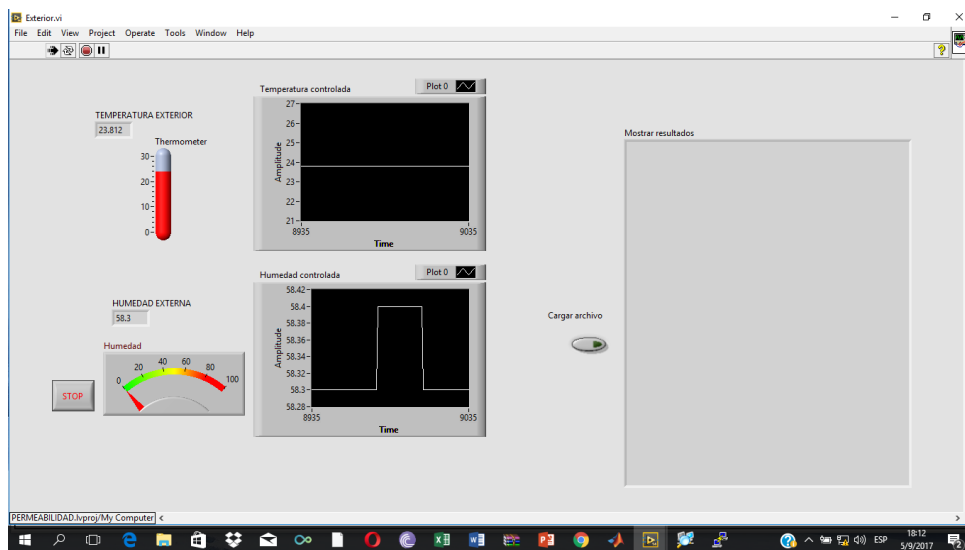 Exterior.vi
File Edit View Project Operate Tools Window Help
TEMPERATURA EXTERIOR
23.812
Thermometer
30
20
10
0
Temperatura controlada
Plot 0
27
26
25
24
23
22
21
Amplitude
8935
9035
Time
HUMEDAD EXTERNA
58.3
Humedad
0
20
40
60
80
100
STOP
Humedad controlada
Plot 0
58.42
58.4
58.38
58.36
58.34
58.32
58.3
58.28
Amplitude
8935
9035
Time
Cargar archivo
Mostrar resultados
PERMEABILIDAD.lvproj/My Computer
ESP
18:12
5/9/2017